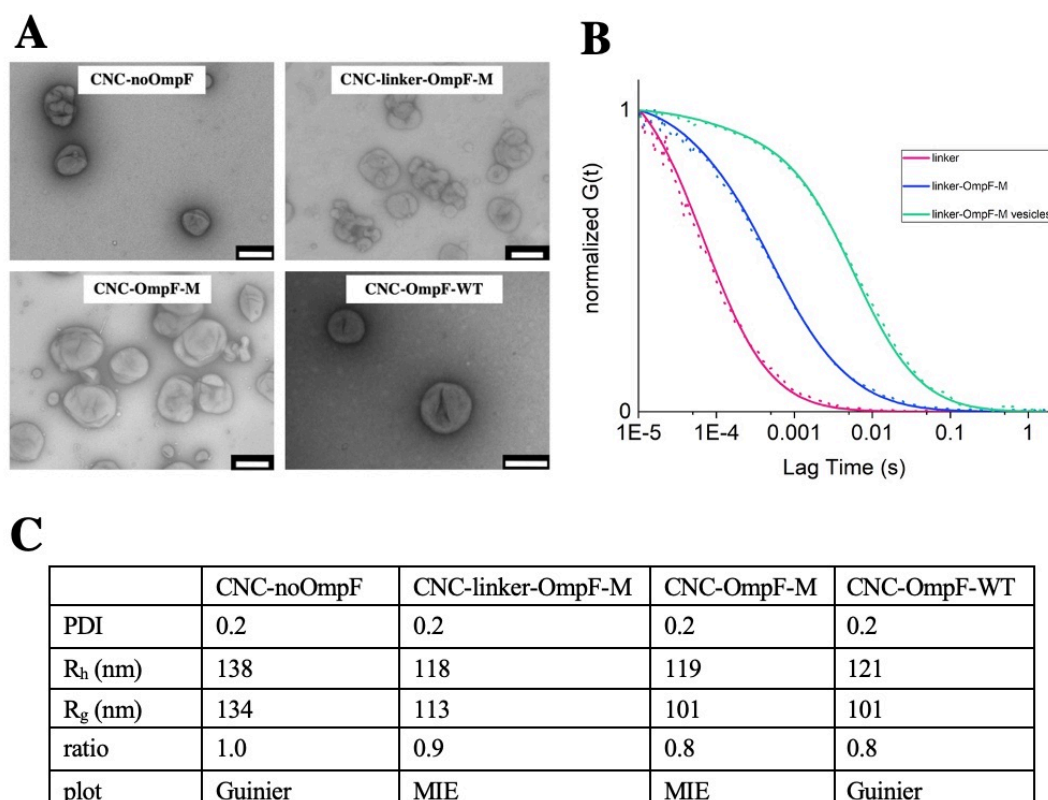 A
CNC-noOmpF
CNC-linker-OmpF-M
CNC-OmpF-M
CNC-OmpF-WT
B
normalized G(t)
1
0
1E-5 1E-4 0.001 0.01 0.1 1
Lag Time (s)
linker
linker-OmpF-M
linker-OmpF-M vesicles
C
CNC-noOmpF CNC-linker-OmpF-M CNC-OmpF-M CNC-OmpF-WT
PDI 0.2 0.2 0.2 0.2
Rₕ (nm) 138 118 119 121
R_g (nm) 134 113 101 101
ratio 1.0 0.9 0.8 0.8
plot Guinier MIE MIE Guinier